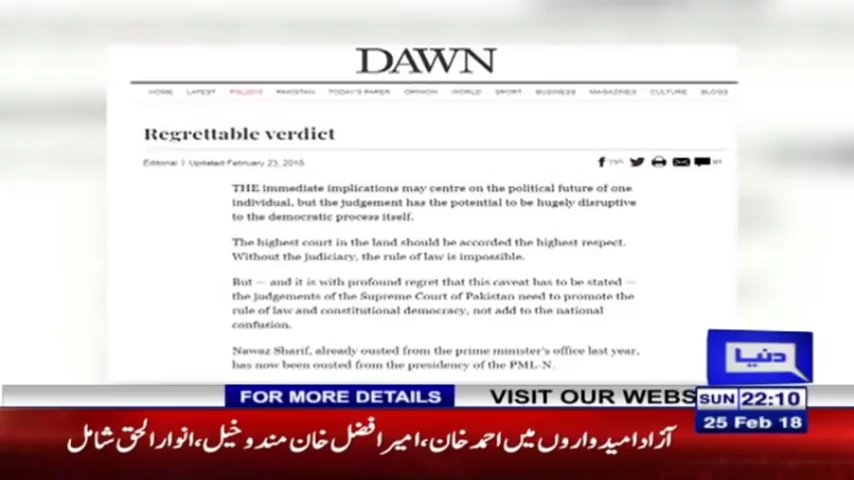 DAWN
HOME LATEST PSL2018 PAKISTAN TODAY'S PAPER OPINION WORLD SPORT BUSINESS MAGAZINES CULTURE BLOGS
Regrettable verdict
Editorial | Updated February 23, 2018
THE immediate implications may centre on the political future of one
individual, but the judgement has the potential to be hugely disruptive
to the democratic process itself.
The highest court in the land should be accorded the highest respect.
Without the judiciary, the rule of law is impossible.
But — and it is with profound regret that this caveat has to be stated —
the judgements of the Supreme Court of Pakistan need to promote the
rule of law and constitutional democracy, not add to the national
confusion.
Nawaz Sharif, already ousted from the prime minister's office last year,
has now been ousted from the presidency of the PML-N.
دنیا
FOR MORE DETAILS VISIT OUR WEBS
SUN 22:10
25 Feb 18
آزاد امیدواروں میں احمد خان، امیر افضل خان مندوخیل، انوار الحق شامل